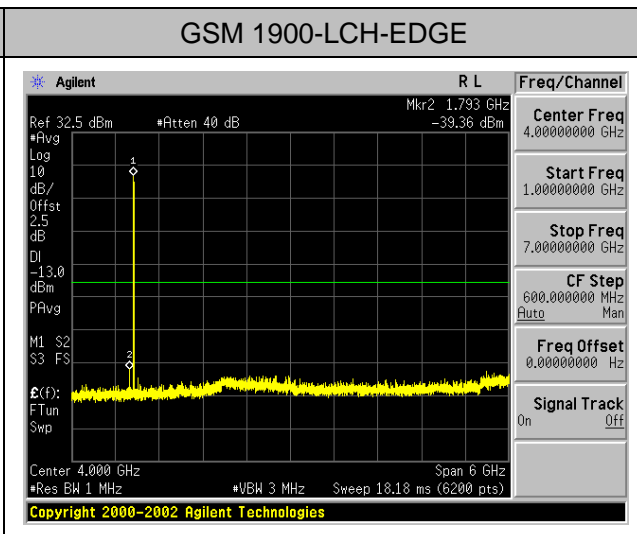 GSM 1900-LCH-EDGE
Agilent R L Freq/Channel
Mkr2 1.793 GHz
Ref 32.5 dBm #Atten 40 dB -39.36 dBm
#Avg
Log
10
dB/
Offst
2.5
dB
DI
-13.0
dBm
PAvg
M1 S2
S3 FS
£(f):
FTun
Swp
1
2
Center 4.000 GHz Span 6 GHz
#Res BW 1 MHz #VBW 3 MHz Sweep 18.18 ms (6200 pts)
Copyright 2000-2002 Agilent Technologies
Center Freq
4.00000000 GHz
Start Freq
1.00000000 GHz
Stop Freq
7.00000000 GHz
CF Step
600.000000 MHz
Auto Man
Freq Offset
0.00000000 Hz
Signal Track
On Off